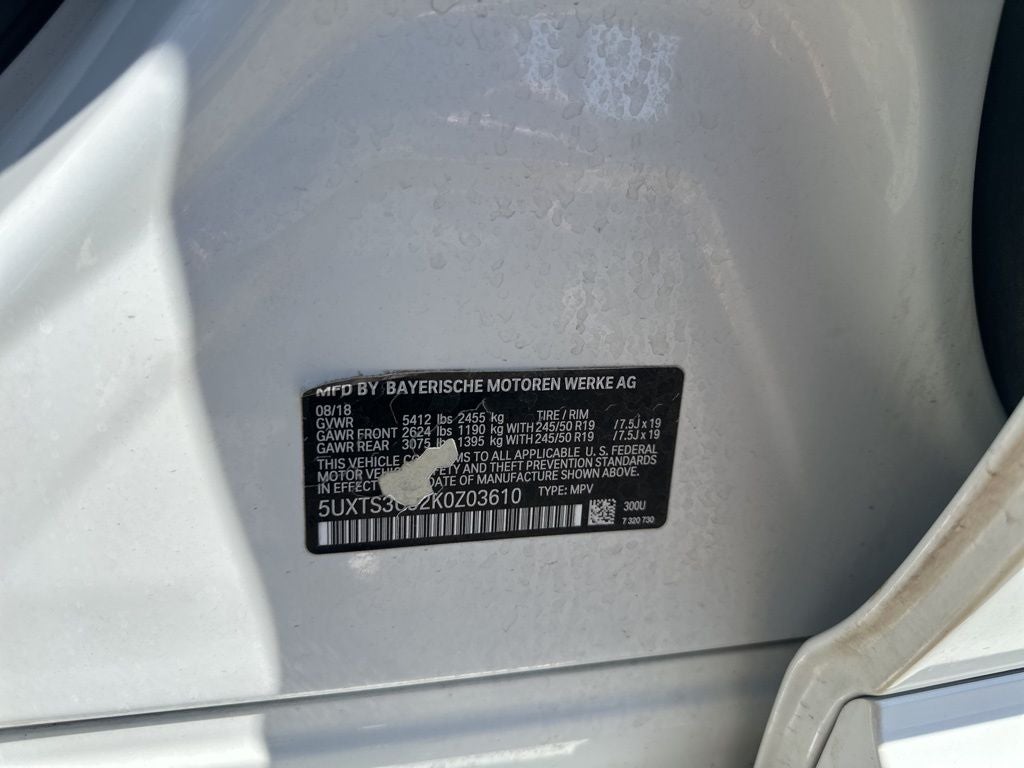 MFD BY BAYERISCHE MOTOREN WERKE AG
08/18
GVWR 5412 lbs 2455 kg TIRE / RIM
GAWR FRONT 2624 lbs 1190 kg WITH 245/50 R19 /7.5J x 19
GAWR REAR 3075 lbs 1395 kg WITH 245/50 R19 /7.5J x 19
THIS VEHICLE TO ALL APPLICABLE U. S. FEDERAL
MOTOR AND THEFT PREVENTION STANDARDS
IN EFFECT DATE OF MANUFACTURE SHOWN ABOVE.
5UXTS3C52K0Z03610 TYPE: MPV
300U
7 320 730